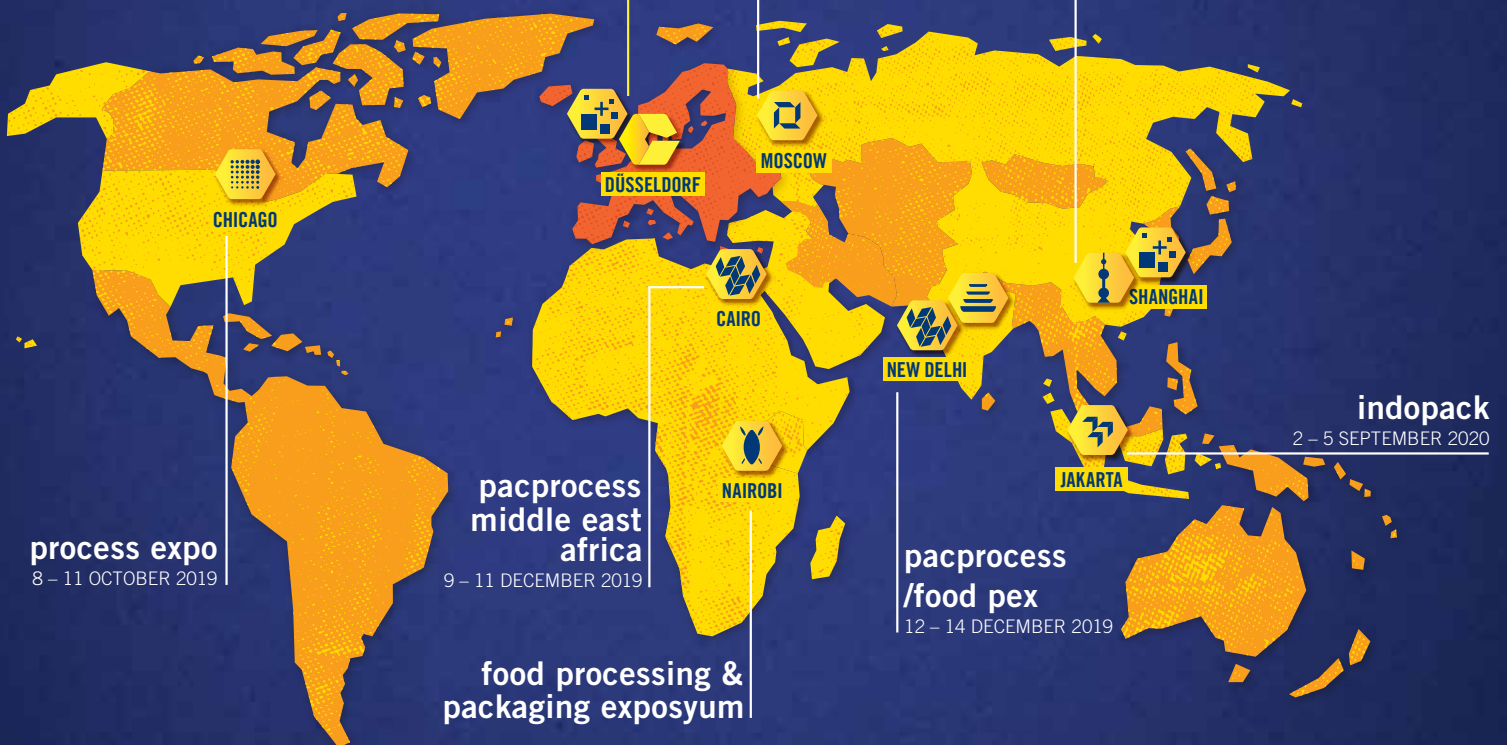 MOSCOW
DÜSSELDORF
CHICAGO
SHANGHAI
CAIRO
NEW DELHI
indopack
2 – 5 SEPTEMBER 2020
JAKARTA
NAIROBI
pacprocess
middle east
africa
9 – 11 DECEMBER 2019
process expo
8 – 11 OCTOBER 2019
pacprocess
/food pex
12 – 14 DECEMBER 2019
food processing &
packaging exposyum